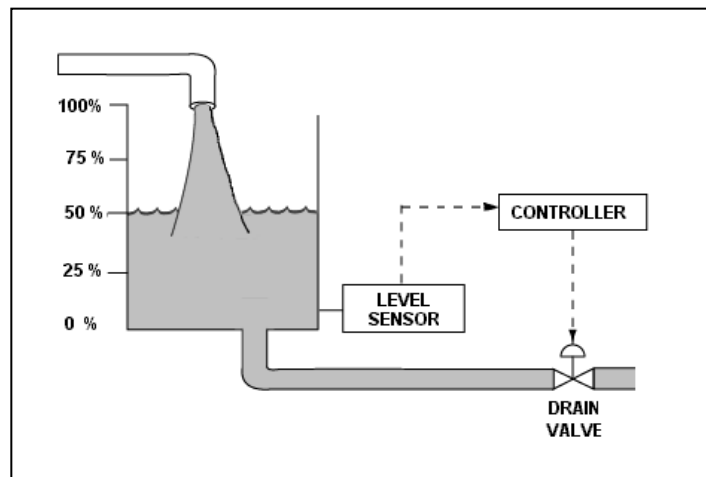 100%
75 %
50 %
25 %
0 %
LEVEL
SENSOR
CONTROLLER
DRAIN
VALVE